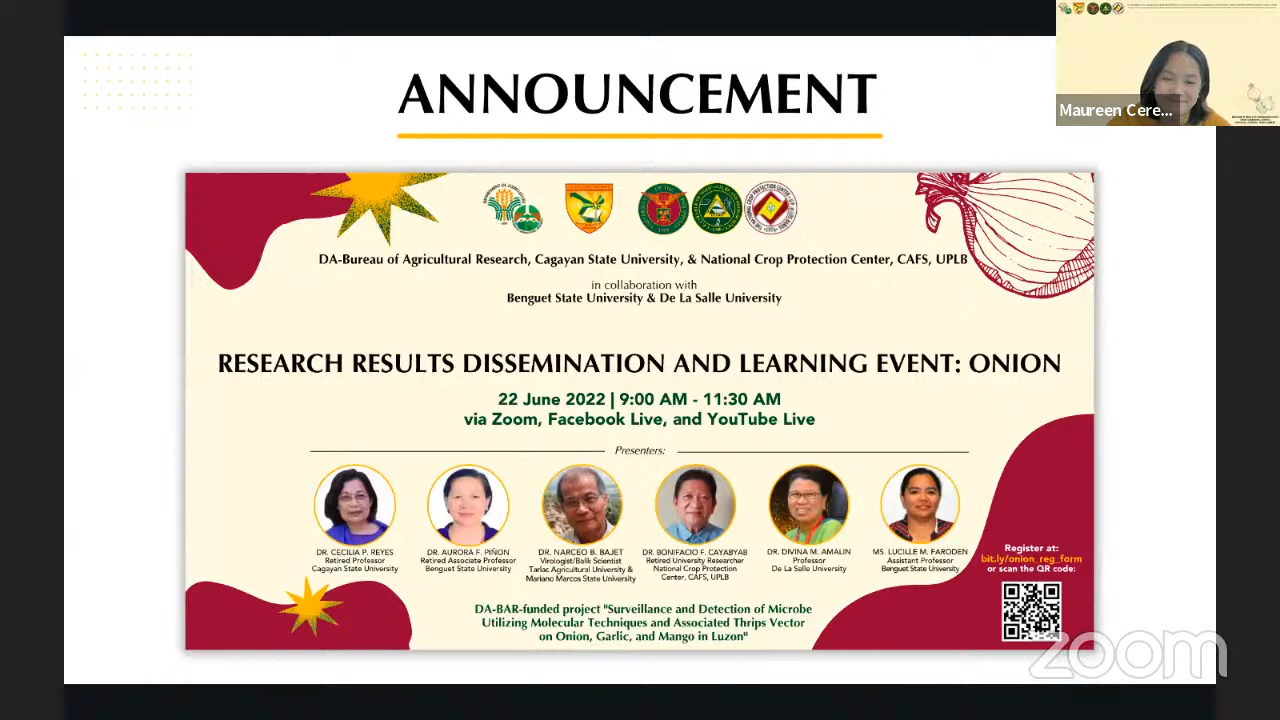 ANNOUNCEMENT
Maureen Cere...
DA-Bureau of Agricultural Research, Cagayan State University, & National Crop Protection Center, CAFS, UPLB
in collaboration with
Benguet State University & De La Salle University
RESEARCH RESULTS DISSEMINATION AND LEARNING EVENT: ONION
22 June 2022 | 9:00 AM - 11:30 AM
via Zoom, Facebook Live, and YouTube Live
Presenters:
DR. CECILIA P. REYES
Retired Professor
Cagayan State University
DR. AURORA F. PIÑON
Retired Associate Professor
Benguet State University
DR. NARCEO B. BAJET
Virologist/Balik Scientist
Tarlac Agricultural University &
Mariano Marcos State University
DR. BONIFACIO F. CAYABYAB
Retired University Researcher
National Crop Protection
Center, CAFS, UPLB
DR. DIVINA M. AMALIN
Professor
De La Salle University
MS. LUCILLE M. FARODEN
Assistant Professor
Benguet State University
Register at:
bit.ly/onion_reg_form
or scan the QR code:
DA-BAR-funded project "Surveillance and Detection of Microbe
Utilizing Molecular Techniques and Associated Thrips Vector
on Onion, Garlic, and Mango in Luzon"
zoom